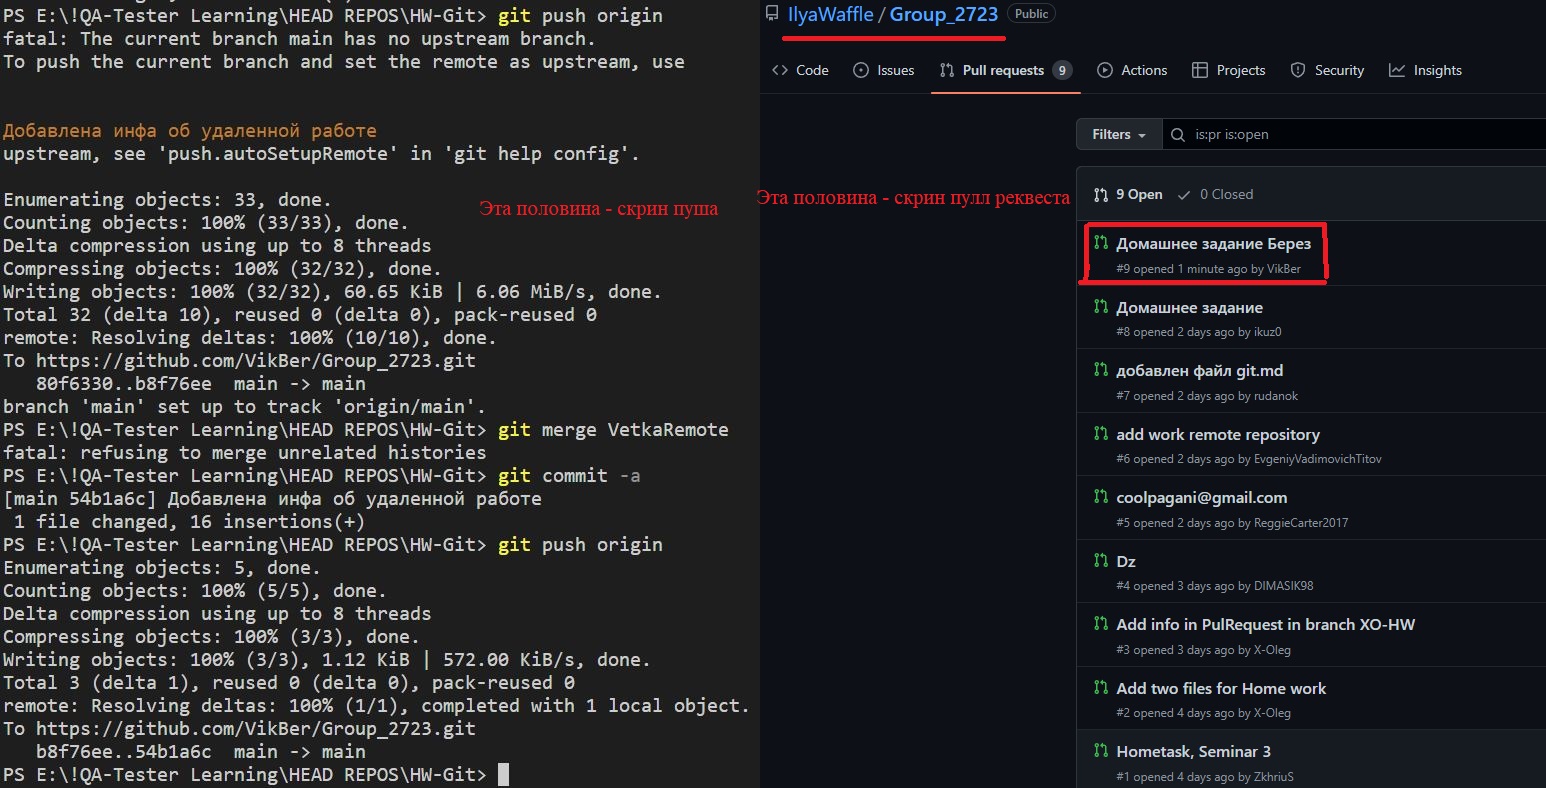 PS E:\!QA-Tester Learning\HEAD REPOS\HW-Git> git push origin
fatal: The current branch main has no upstream branch.
To push the current branch and set the remote as upstream, use
Добавлена инфа об удаленной работе
upstream, see 'push.autoSetupRemote' in 'git help config'.
Enumerating objects: 33, done.
Counting objects: 100% (33/33), done.
Delta compression using up to 8 threads
Compressing objects: 100% (32/32), done.
Writing objects: 100% (32/32), 60.65 KiB | 6.06 MiB/s, done.
Total 32 (delta 10), reused 0 (delta 0), pack-reused 0
remote: Resolving deltas: 100% (10/10), done.
To https://github.com/VikBer/Group_2723.git
80f6330..b8f76ee  main -> main
branch 'main' set up to track 'origin/main'.
PS E:\!QA-Tester Learning\HEAD REPOS\HW-Git> git merge VetkaRemote
fatal: refusing to merge unrelated histories
PS E:\!QA-Tester Learning\HEAD REPOS\HW-Git> git commit -a
[main 54b1a6c] Добавлена инфа об удаленной работе
1 file changed, 16 insertions(+)
PS E:\!QA-Tester Learning\HEAD REPOS\HW-Git> git push origin
Enumerating objects: 5, done.
Counting objects: 100% (5/5), done.
Delta compression using up to 8 threads
Compressing objects: 100% (3/3), done.
Writing objects: 100% (3/3), 1.12 KiB | 572.00 KiB/s, done.
Total 3 (delta 1), reused 0 (delta 0), pack-reused 0
remote: Resolving deltas: 100% (1/1), completed with 1 local object.
To https://github.com/VikBer/Group_2723.git
b8f76ee..54b1a6c  main -> main
PS E:\!QA-Tester Learning\HEAD REPOS\HW-Git>
Эта половина - скрин пуша
IlyaWaffle / Group_2723 Public
Code Issues Pull requests 9 Actions Projects Security Insights
Filters is:pr is:open
Эта половина - скрин пулл реквеста
9 Open 0 Closed
Домашнее задание Берез
#9 opened 1 minute ago by VikBer
Домашнее задание
#8 opened 2 days ago by ikuz0
добавлен файл git.md
#7 opened 2 days ago by rudanok
add work remote repository
#6 opened 2 days ago by EvgeniyVadimovichTitov
coolpagani@gmail.com
#5 opened 2 days ago by ReggieCarter2017
Dz
#4 opened 3 days ago by DIMASIK98
Add info in PulRequest in branch XO-HW
#3 opened 3 days ago by X-Oleg
Add two files for Home work
#2 opened 4 days ago by X-Oleg
Hometask, Seminar 3
#1 opened 4 days ago by ZkhriuS